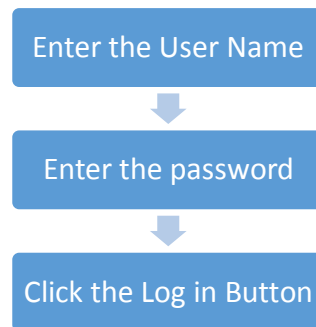 Enter the User Name
Enter the password
Click the Log in Button